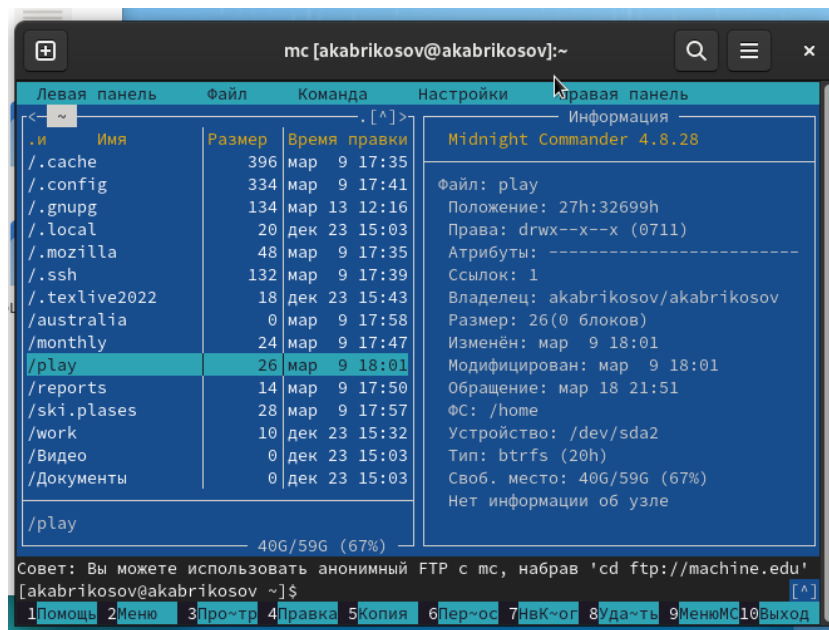 mc [akabrikosov@akabrikosov]:~
Левая панель Файл Команда Настройки Правая панель
<- ~ .[^]>
.и Имя Размер Время правки
/.cache 396 мар 9 17:35
/.config 334 мар 9 17:41
/.gnupg 134 мар 13 12:16
/.local 20 дек 23 15:03
/.mozilla 48 мар 9 17:35
/.ssh 132 мар 9 17:39
/.texlive2022 18 дек 23 15:43
/australia 0 мар 9 17:58
/monthly 24 мар 9 17:47
/play 26 мар 9 18:01
/reports 14 мар 9 17:50
/ski.plases 28 мар 9 17:57
/work 10 дек 23 15:32
/Видео 0 дек 23 15:03
/Документы 0 дек 23 15:03
/play
40G/59G (67%)
Информация
Midnight Commander 4.8.28
Файл: play
Положение: 27h:32699h
Права: drwx--x--x (0711)
Атрибуты: -------------------------
Ссылок: 1
Владелец: akabrikosov/akabrikosov
Размер: 26(0 блоков)
Изменён: мар 9 18:01
Модифицирован: мар 9 18:01
Обращение: мар 18 21:51
ФС: /home
Устройство: /dev/sda2
Тип: btrfs (20h)
Своб. место: 40G/59G (67%)
Нет информации об узле
Совет: Вы можете использовать анонимный FTP с mc, набрав 'cd ftp://machine.edu'
[akabrikosov@akabrikosov ~]$ [^]
1Помощь 2Меню 3Про~тр 4Правка 5Копия 6Пер~ос 7НвК~ог 8Уда~ть 9МенюМС 10Выход